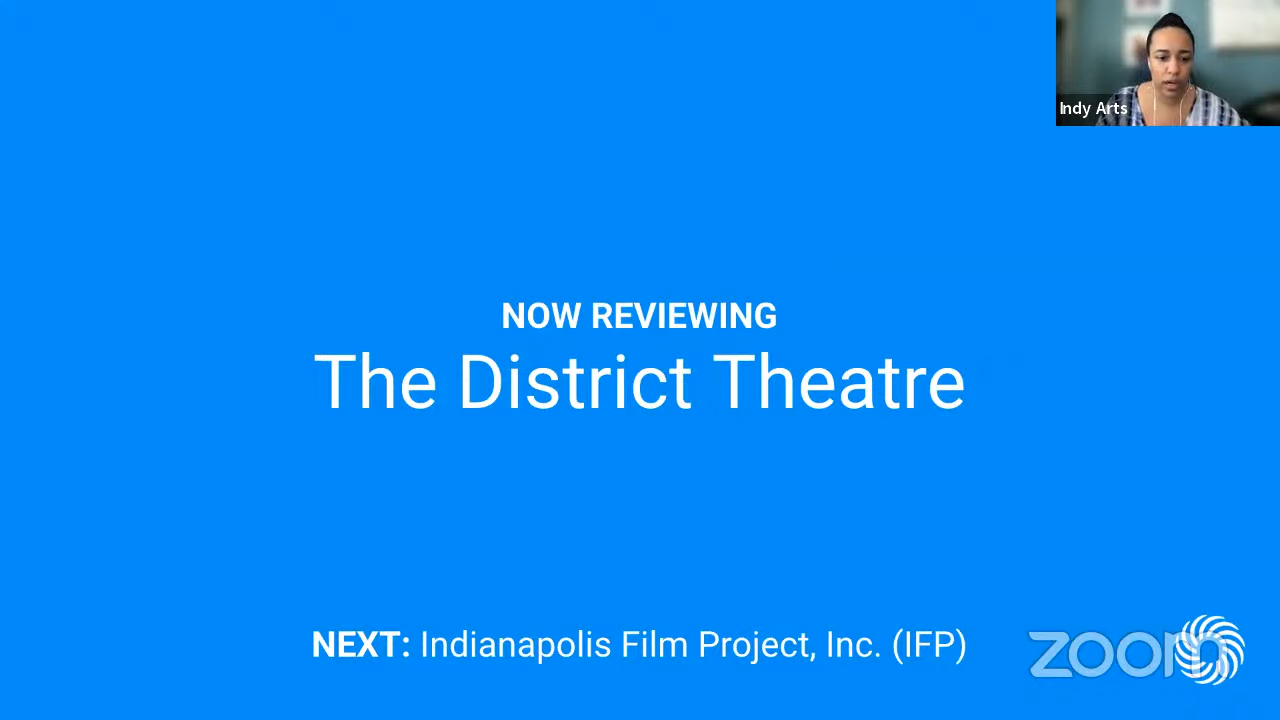 Indy Arts
NOW REVIEWING
The District Theatre
NEXT: Indianapolis Film Project, Inc. (IFP)
zoom